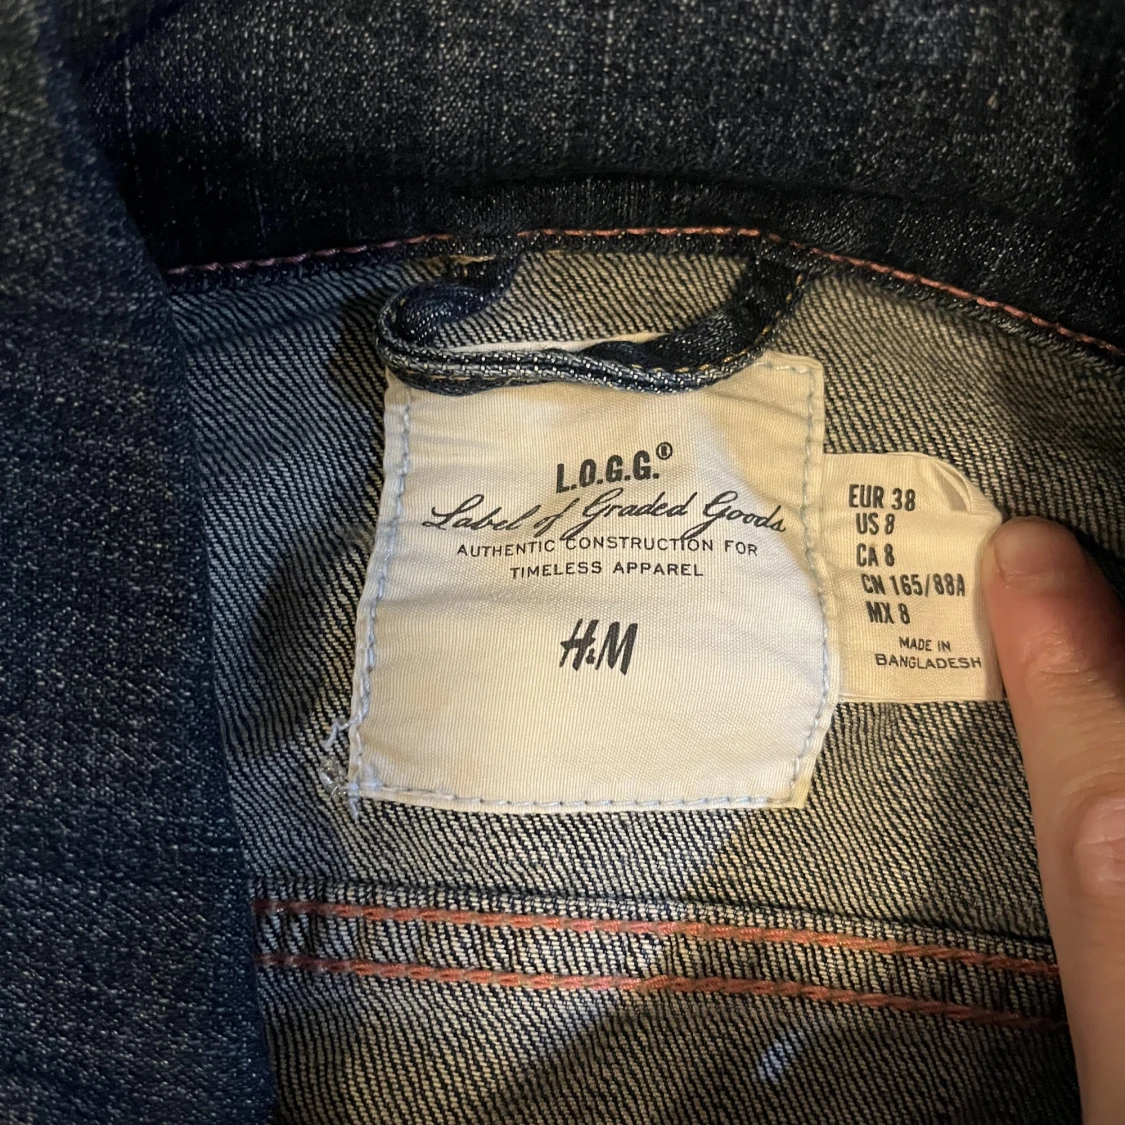 L.O.G.G.®
Label of Graded Goods
AUTHENTIC CONSTRUCTION FOR
TIMELESS APPAREL
H&M
EUR 38
US 8
CA 8
CN 165/88A
MX 8
MADE IN
BANGLADESH